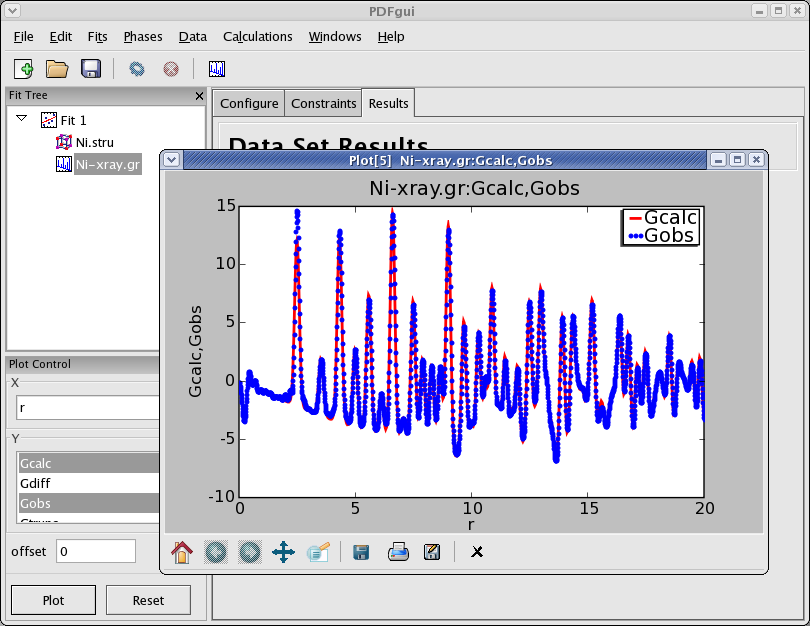 PDFgui
File Edit Fits Phases Data Calculations Windows Help
Fit Tree
Fit 1
Ni.stru
Ni-xray.gr
Configure Constraints Results
Data Set Results
Plot[5] Ni-xray.gr:Gcalc,Gobs
Ni-xray.gr:Gcalc,Gobs
Gcalc
Gobs
15
10
5
0
-5
-10
Gcalc,Gobs
0 5 10 15 20
r
Plot Control
X
r
Y
Gcalc
Gdiff
Gobs
offset 0
Plot Reset